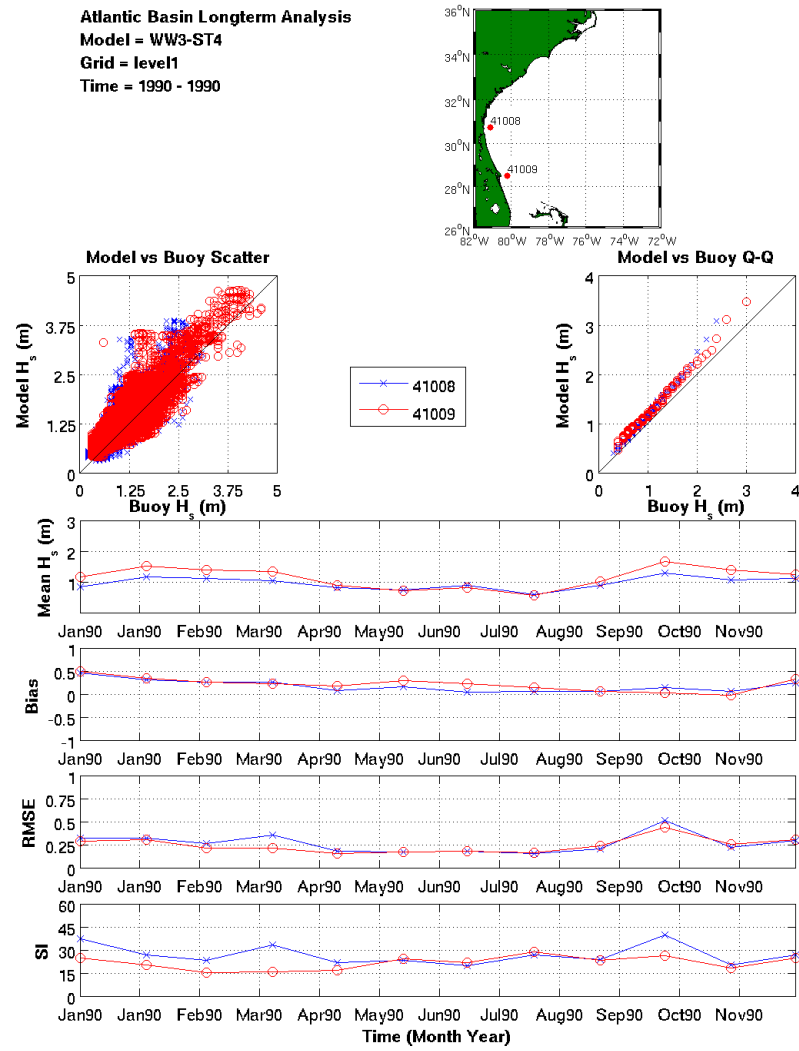 Atlantic Basin Longterm Analysis
Model = WW3-ST4
Grid = level1
Time = 1990 - 1990
36°N
34°N
32°N
30°N
28°N
26°N
41008
41009
82°W 80°W 78°W 76°W 74°W 72°W
Model vs Buoy Scatter
Model Hs (m)
5
3.75
2.5
1.25
0
0 1.25 2.5 3.75 5
Buoy Hs (m)
41008
41009
Model vs Buoy Q-Q
Model Hs (m)
4
3
2
1
0
0 1 2 3 4
Buoy Hs (m)
Mean Hs (m)
3
2
1
Jan90 Jan90 Feb90 Mar90 Apr90 May90 Jun90 Jul90 Aug90 Sep90 Oct90 Nov90
Bias
1
0.5
0
-0.5
-1
Jan90 Jan90 Feb90 Mar90 Apr90 May90 Jun90 Jul90 Aug90 Sep90 Oct90 Nov90
RMSE
1
0.75
0.5
0.25
0
Jan90 Jan90 Feb90 Mar90 Apr90 May90 Jun90 Jul90 Aug90 Sep90 Oct90 Nov90
SI
60
45
30
15
0
Jan90 Jan90 Feb90 Mar90 Apr90 May90 Jun90 Jul90 Aug90 Sep90 Oct90 Nov90
Time (Month Year)